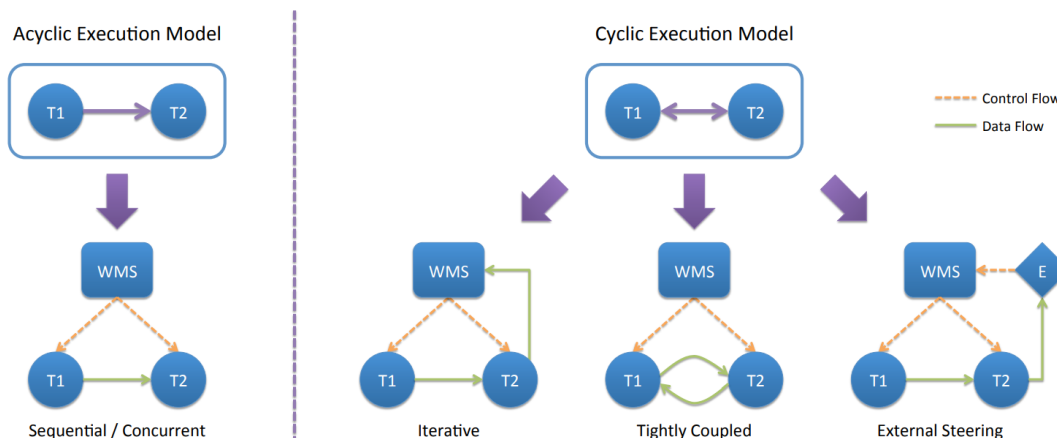 Acyclic Execution Model
Cyclic Execution Model
T1
T2
T1
T2
Control Flow
Data Flow
WMS
WMS
WMS
WMS
E
T1
T2
T1
T2
T1
T2
T1
T2
Sequential / Concurrent
Iterative
Tightly Coupled
External Steering